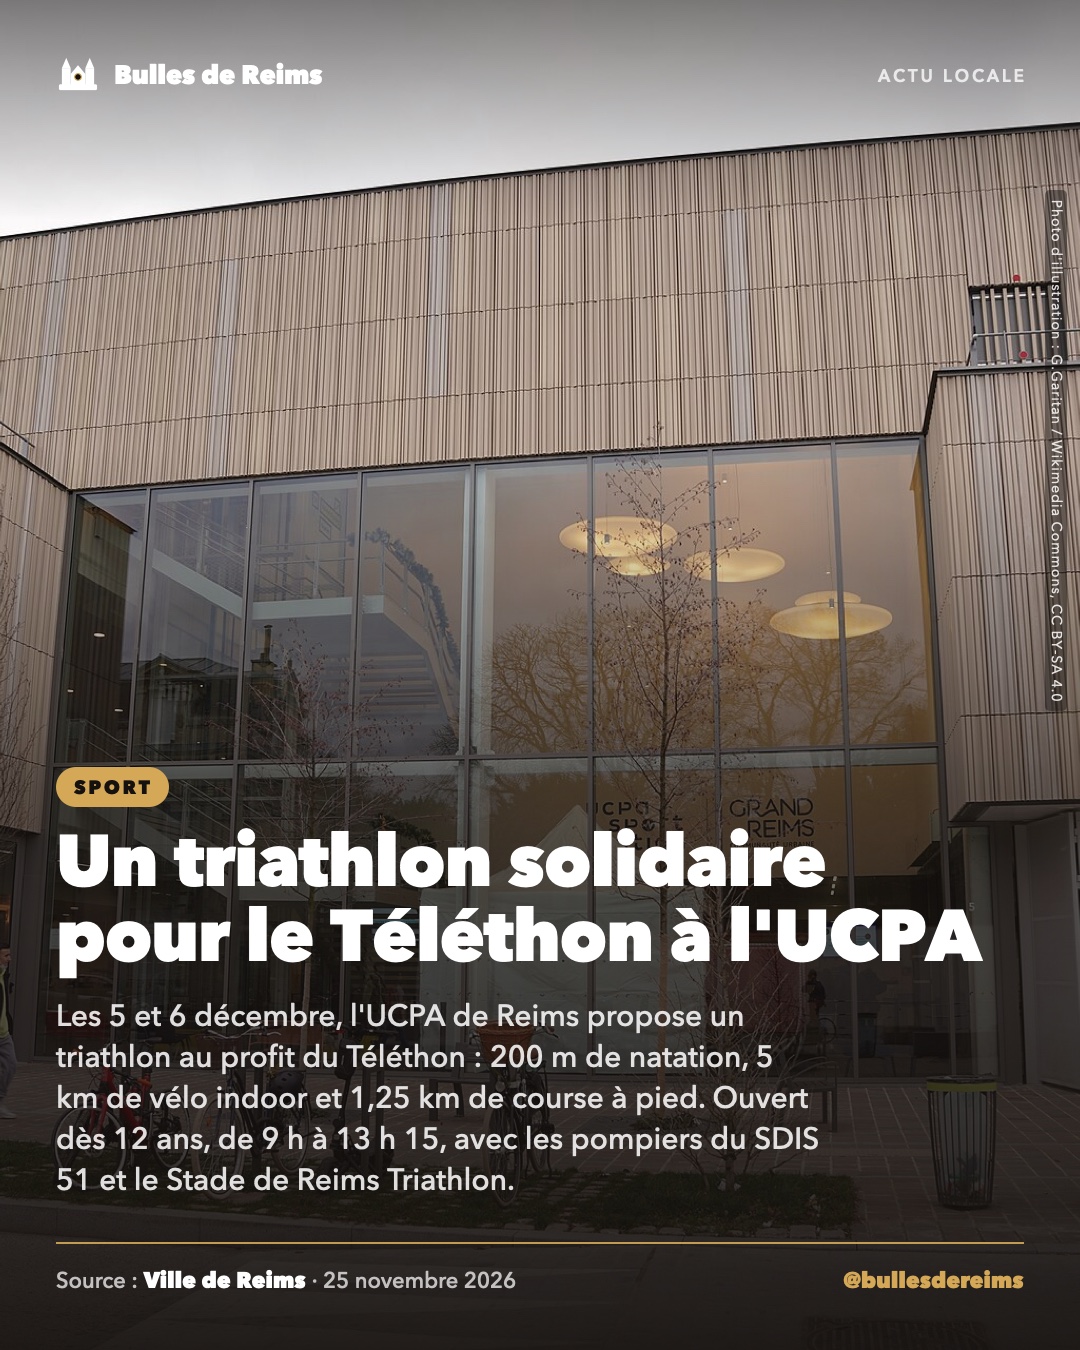 Bulles de Reims
ACTU LOCALE
Photo d'illustration : G.Garitan / Wikimedia Commons, CC BY-SA 4.0
GRAND
REIMS
SPORT
Un triathlon solidaire
pour le Téléthon à l'UCPA
Les 5 et 6 décembre, l'UCPA de Reims propose un
triathlon au profit du Téléthon : 200 m de natation, 5
km de vélo indoor et 1,25 km de course à pied. Ouvert
dès 12 ans, de 9 h à 13 h 15, avec les pompiers du SDIS
51 et le Stade de Reims Triathlon.
Source : Ville de Reims · 25 novembre 2026
@bullesdereims